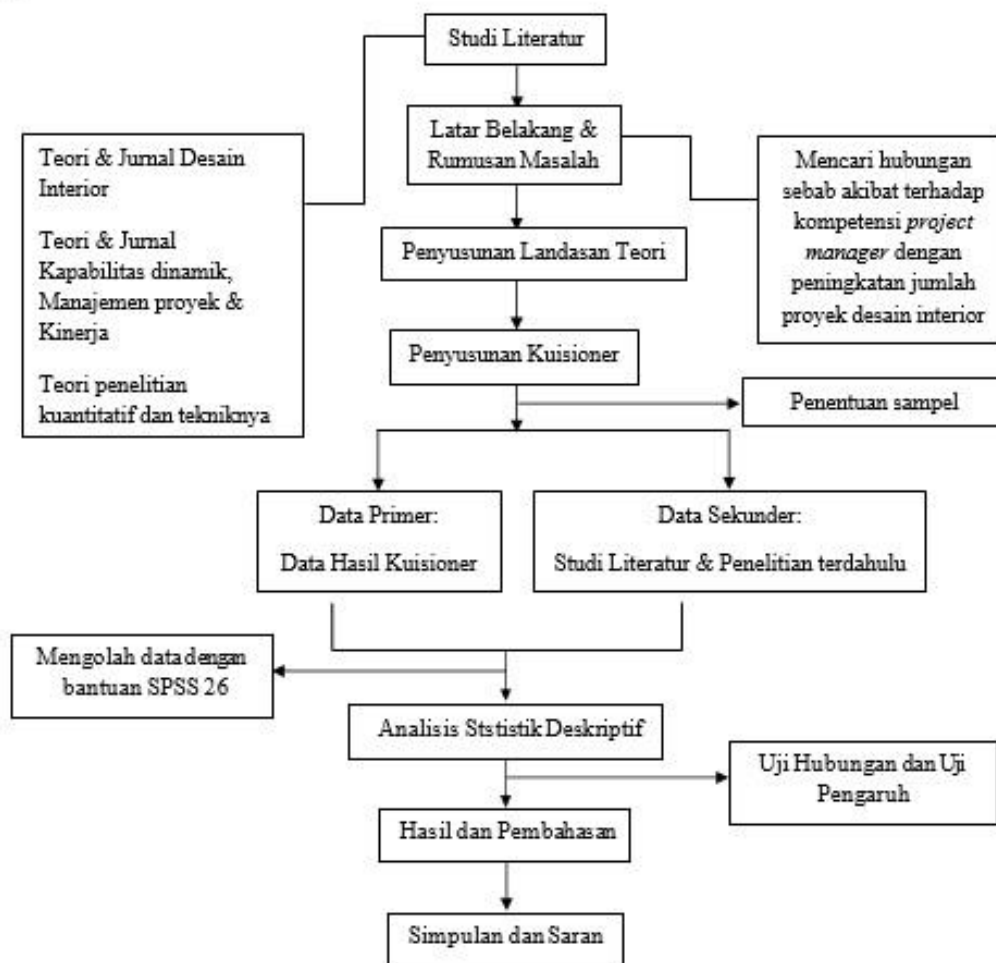 Studi Literatur
Latar Belakang &
Rumusan Masalah
Teori & Jurnal Desain
Interior
Teori & Jurnal
Kapabilitas dinamik,
Manajemen proyek &
Kinerja
Teori penelitian
kuantitatif dan tekniknya
Mencari hubungan
sebab akibat terhadap
kompetensi project
manager dengan
peningkatan jumlah
proyek desain interior
Penyusunan Landasan Teori
Penyusunan Kuisioner
Penentuan sampel
Data Primer:
Data Hasil Kuisioner
Data Sekunder:
Studi Literatur & Penelitian terdahulu
Mengolah data dengan
bantuan SPSS 26
Analisis Ststistik Deskriptif
Uji Hubungan dan Uji
Pengaruh
Hasil dan Pembahasan
Simpulan dan Saran